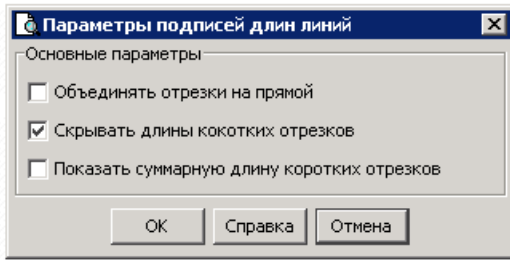 Параметры подписей длин линий
Основные параметры
Объединять отрезки на прямой
Скрывать длины кокотких отрезков
Показать суммарную длину коротких отрезков
OK Справка Отмена